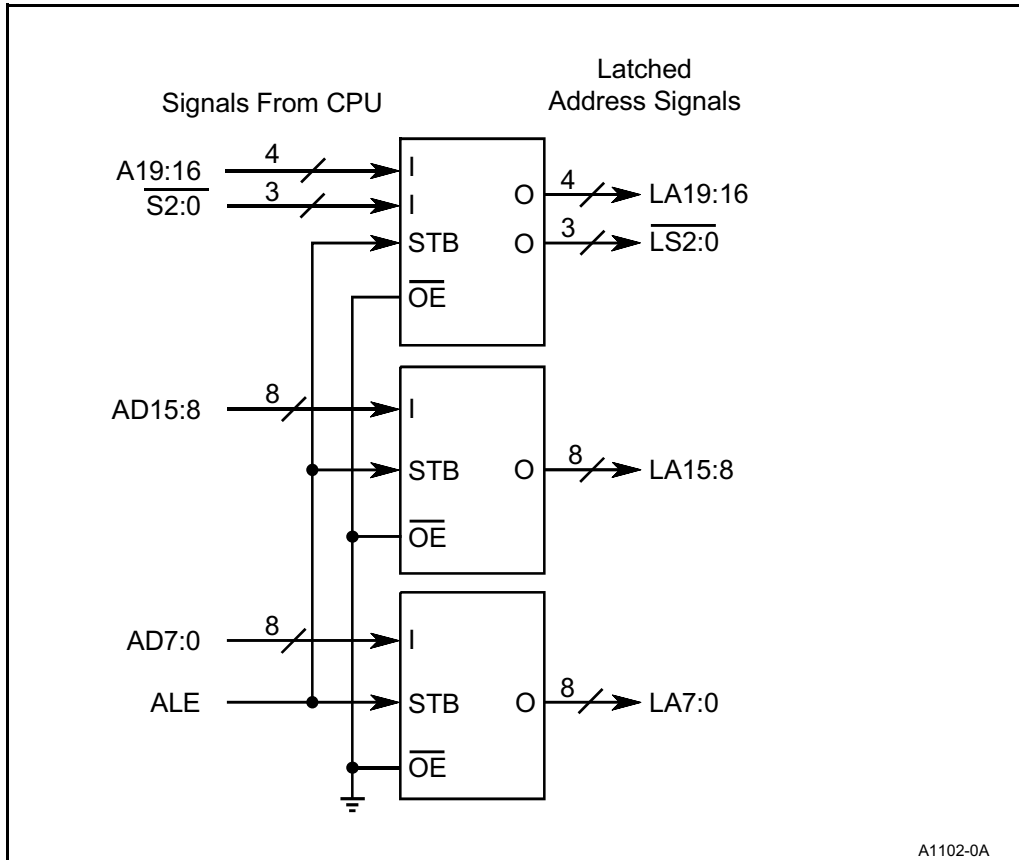 Signals From CPU
Latched
Address Signals
A19:16
4
I
S2:0
3
I
STB
OE
O
4
LA19:16
O
3
LS2:0
AD15:8
8
I
STB
OE
O
8
LA15:8
AD7:0
8
I
ALE
STB
OE
O
8
LA7:0
A1102-0A